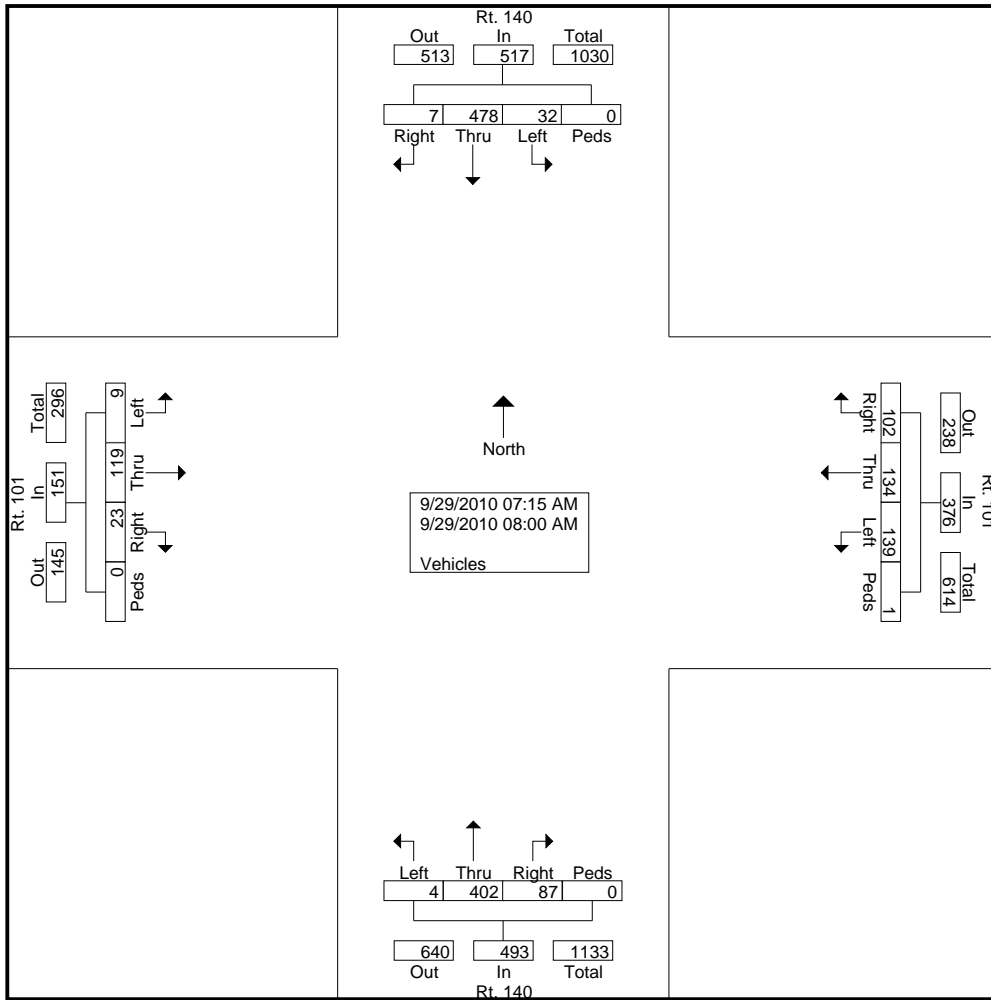 Rt. 140
Out In Total
513 517 1030
7 478 32 0
Right Thru Left Peds
Rt. 101
Total In Out
296 151 145
9 119 23 0
Left Thru Right Peds
North
9/29/2010 07:15 AM
9/29/2010 08:00 AM
Vehicles
Right Thru Left Peds
102 134 139 1
Out In Total
238 376 614
Rt. 101
Left Thru Right Peds
4 402 87 0
640 493 1133
Out In Total
Rt. 140